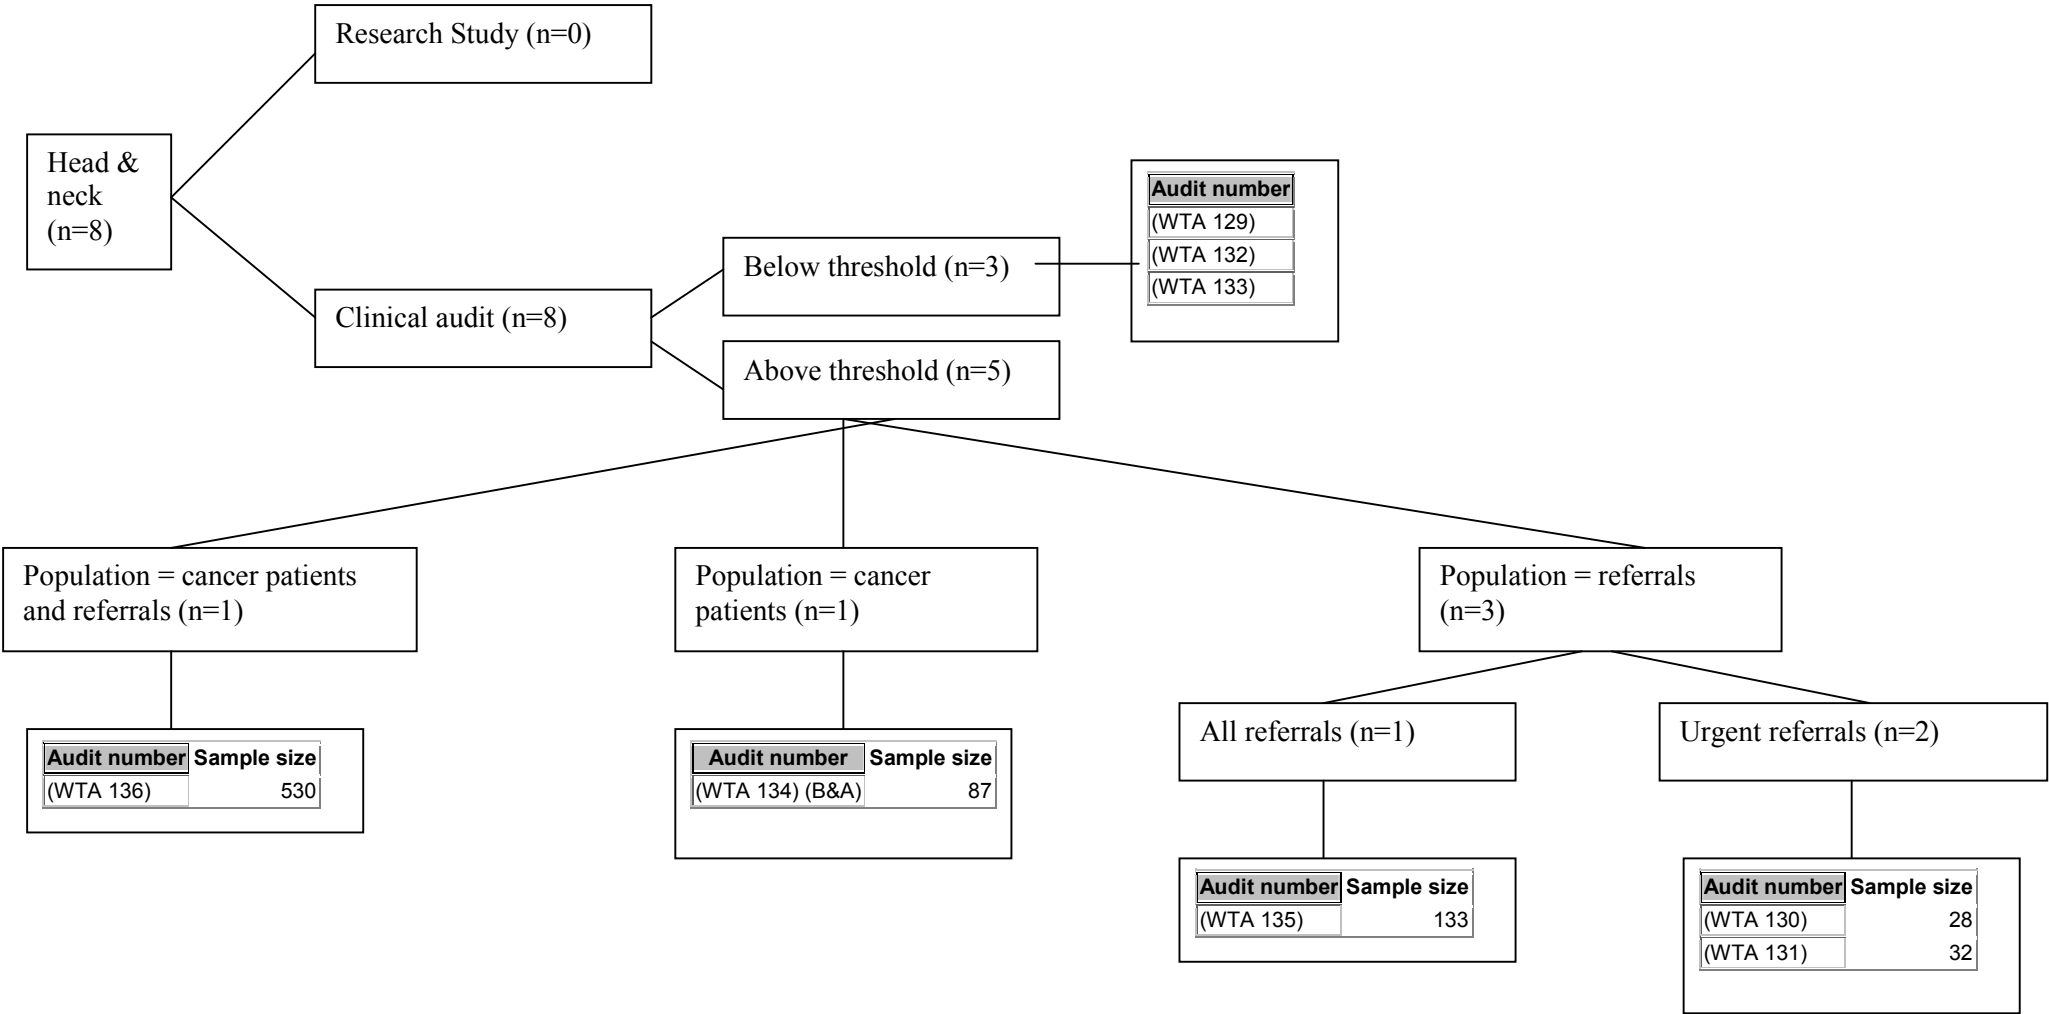 Research Study (n=0)
Head &
neck
(n=8)
Clinical audit (n=8)
Below threshold (n=3)
Audit number
(WTA 129)
(WTA 132)
(WTA 133)
Above threshold (n=5)
Population = cancer patients
and referrals (n=1)
Audit number Sample size
(WTA 136) 530
Population = cancer
patients (n=1)
Audit number Sample size
(WTA 134) (B&A) 87
Population = referrals
(n=3)
All referrals (n=1)
Audit number Sample size
(WTA 135) 133
Urgent referrals (n=2)
Audit number Sample size
(WTA 130) 28
(WTA 131) 32